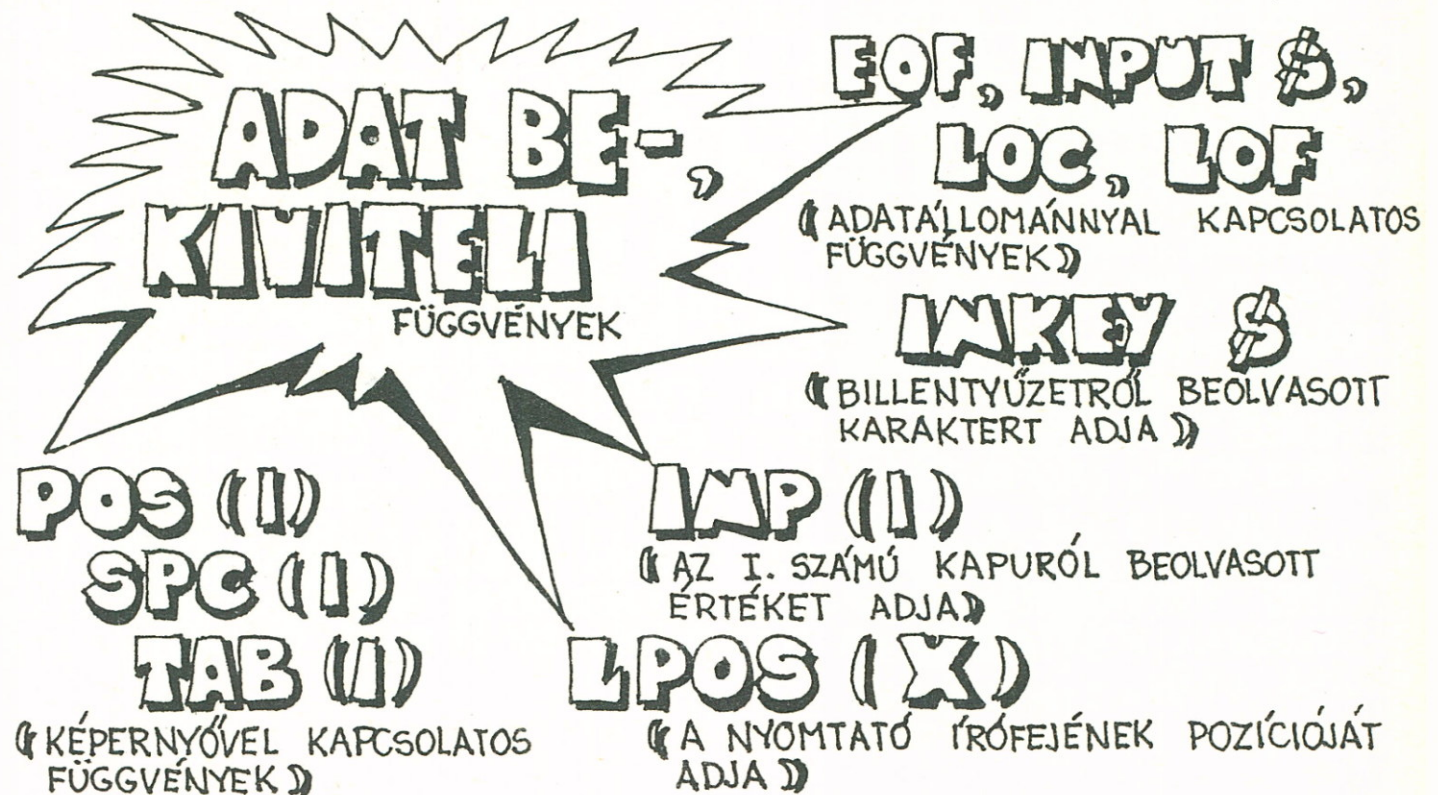 ADAT BE-,
KIVITELI
FÜGGVÉNYEK
EOF, INPUT $,
LOC, LOF
(ADATÁLLOMÁNNYAL KAPCSOLATOS
FÜGGVÉNYEK)
INKEY $
(BILLENTYŰZETRŐL BEOLVASOTT
KARAKTERT ADJA)
POS (I)
SPC (I)
TAB (I)
(KÉPERNYŐVEL KAPCSOLATOS
FÜGGVÉNYEK)
INP (I)
(AZ I. SZÁMÚ KAPURÓL BEOLVASOTT
ÉRTÉKET ADJA)
LPOS (X)
(A NYOMTATÓ ÍRÓFEJÉNEK POZÍCIÓJÁT
ADJA)